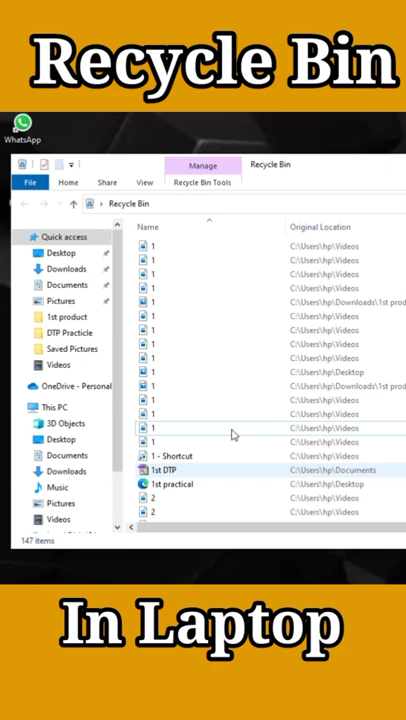 Recycle Bin
WhatsApp
Manage
Recycle Bin
File
Home
Share
View
Recycle Bin Tools
Recycle Bin
Name
Original Location
Quick access
Desktop
Downloads
Documents
Pictures
1st product
DTP Practicle
Saved Pictures
Videos
OneDrive - Personal
This PC
3D Objects
Desktop
Documents
Downloads
Music
Pictures
Videos
1 C:\Users\hp\Videos
1 C:\Users\hp\Videos
1 C:\Users\hp\Videos
1 C:\Users\hp\Videos
1 C:\Users\hp\Downloads\1st prod
1 C:\Users\hp\Videos
1 C:\Users\hp\Videos
1 C:\Users\hp\Videos
1 C:\Users\hp\Videos
1 C:\Users\hp\Desktop
1 C:\Users\hp\Downloads\1st prod
1 C:\Users\hp\Videos
1 C:\Users\hp\Videos
1 C:\Users\hp\Videos
1 C:\Users\hp\Videos
1 - Shortcut C:\Users\hp\Videos
1st DTP C:\Users\hp\Documents
1st practical C:\Users\hp\Desktop
2 C:\Users\hp\Videos
2 C:\Users\hp\Videos
147 items
In Laptop